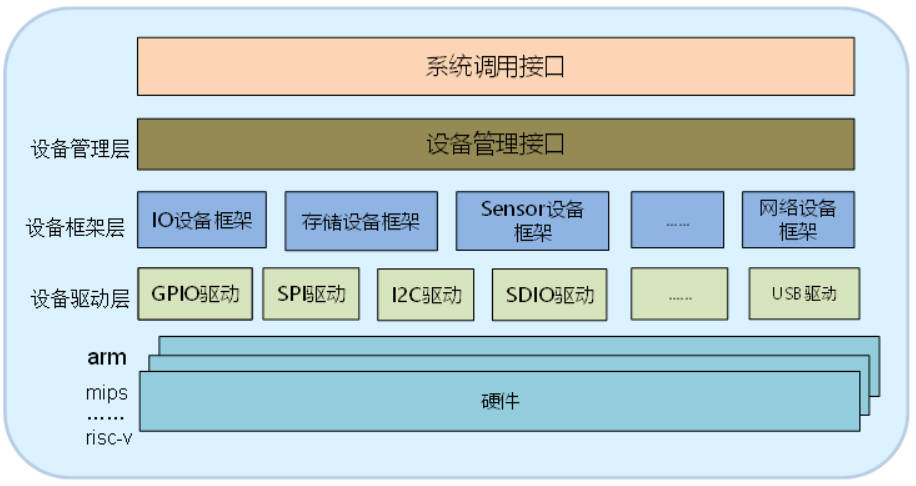 系统调用接口
设备管理层
设备管理接口
设备框架层
IO设备框架
存储设备框架
Sensor设备
框架
……
网络设备
框架
设备驱动层
GPIO驱动
SPI驱动
I2C驱动
SDIO驱动
……
USB驱动
arm
mips
……
risc-v
硬件